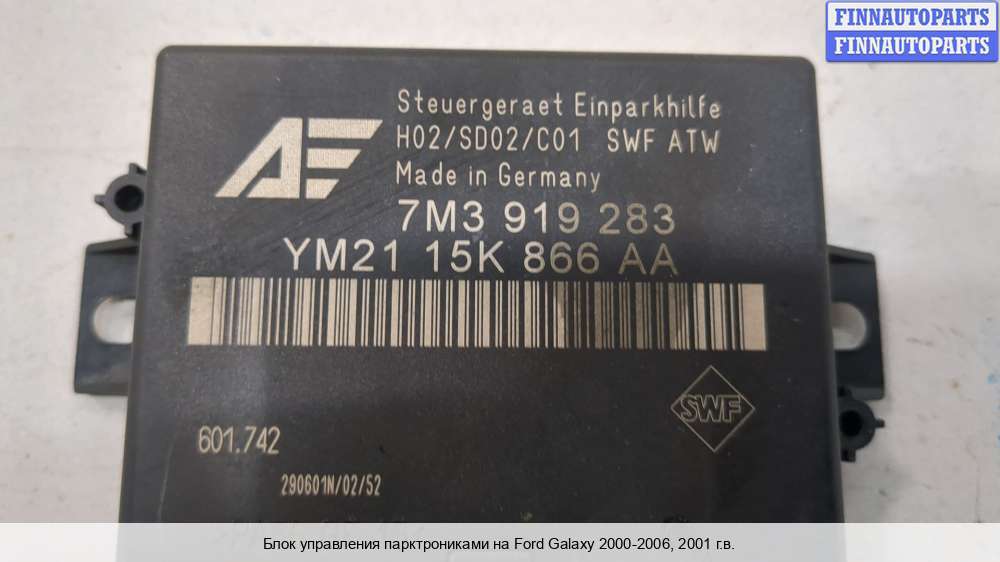 FINNAUTOPARTS
FINNAUTOPARTS
AF
Steuergeraet Einparkhilfe
H02/SD02/C01 SWF ATW
Made in Germany
7M3 919 283
YM21 15K 866 AA
SWF
601.742
290601N/02/52
Блок управления парктрониками на Ford Galaxy 2000-2006, 2001 г.в.